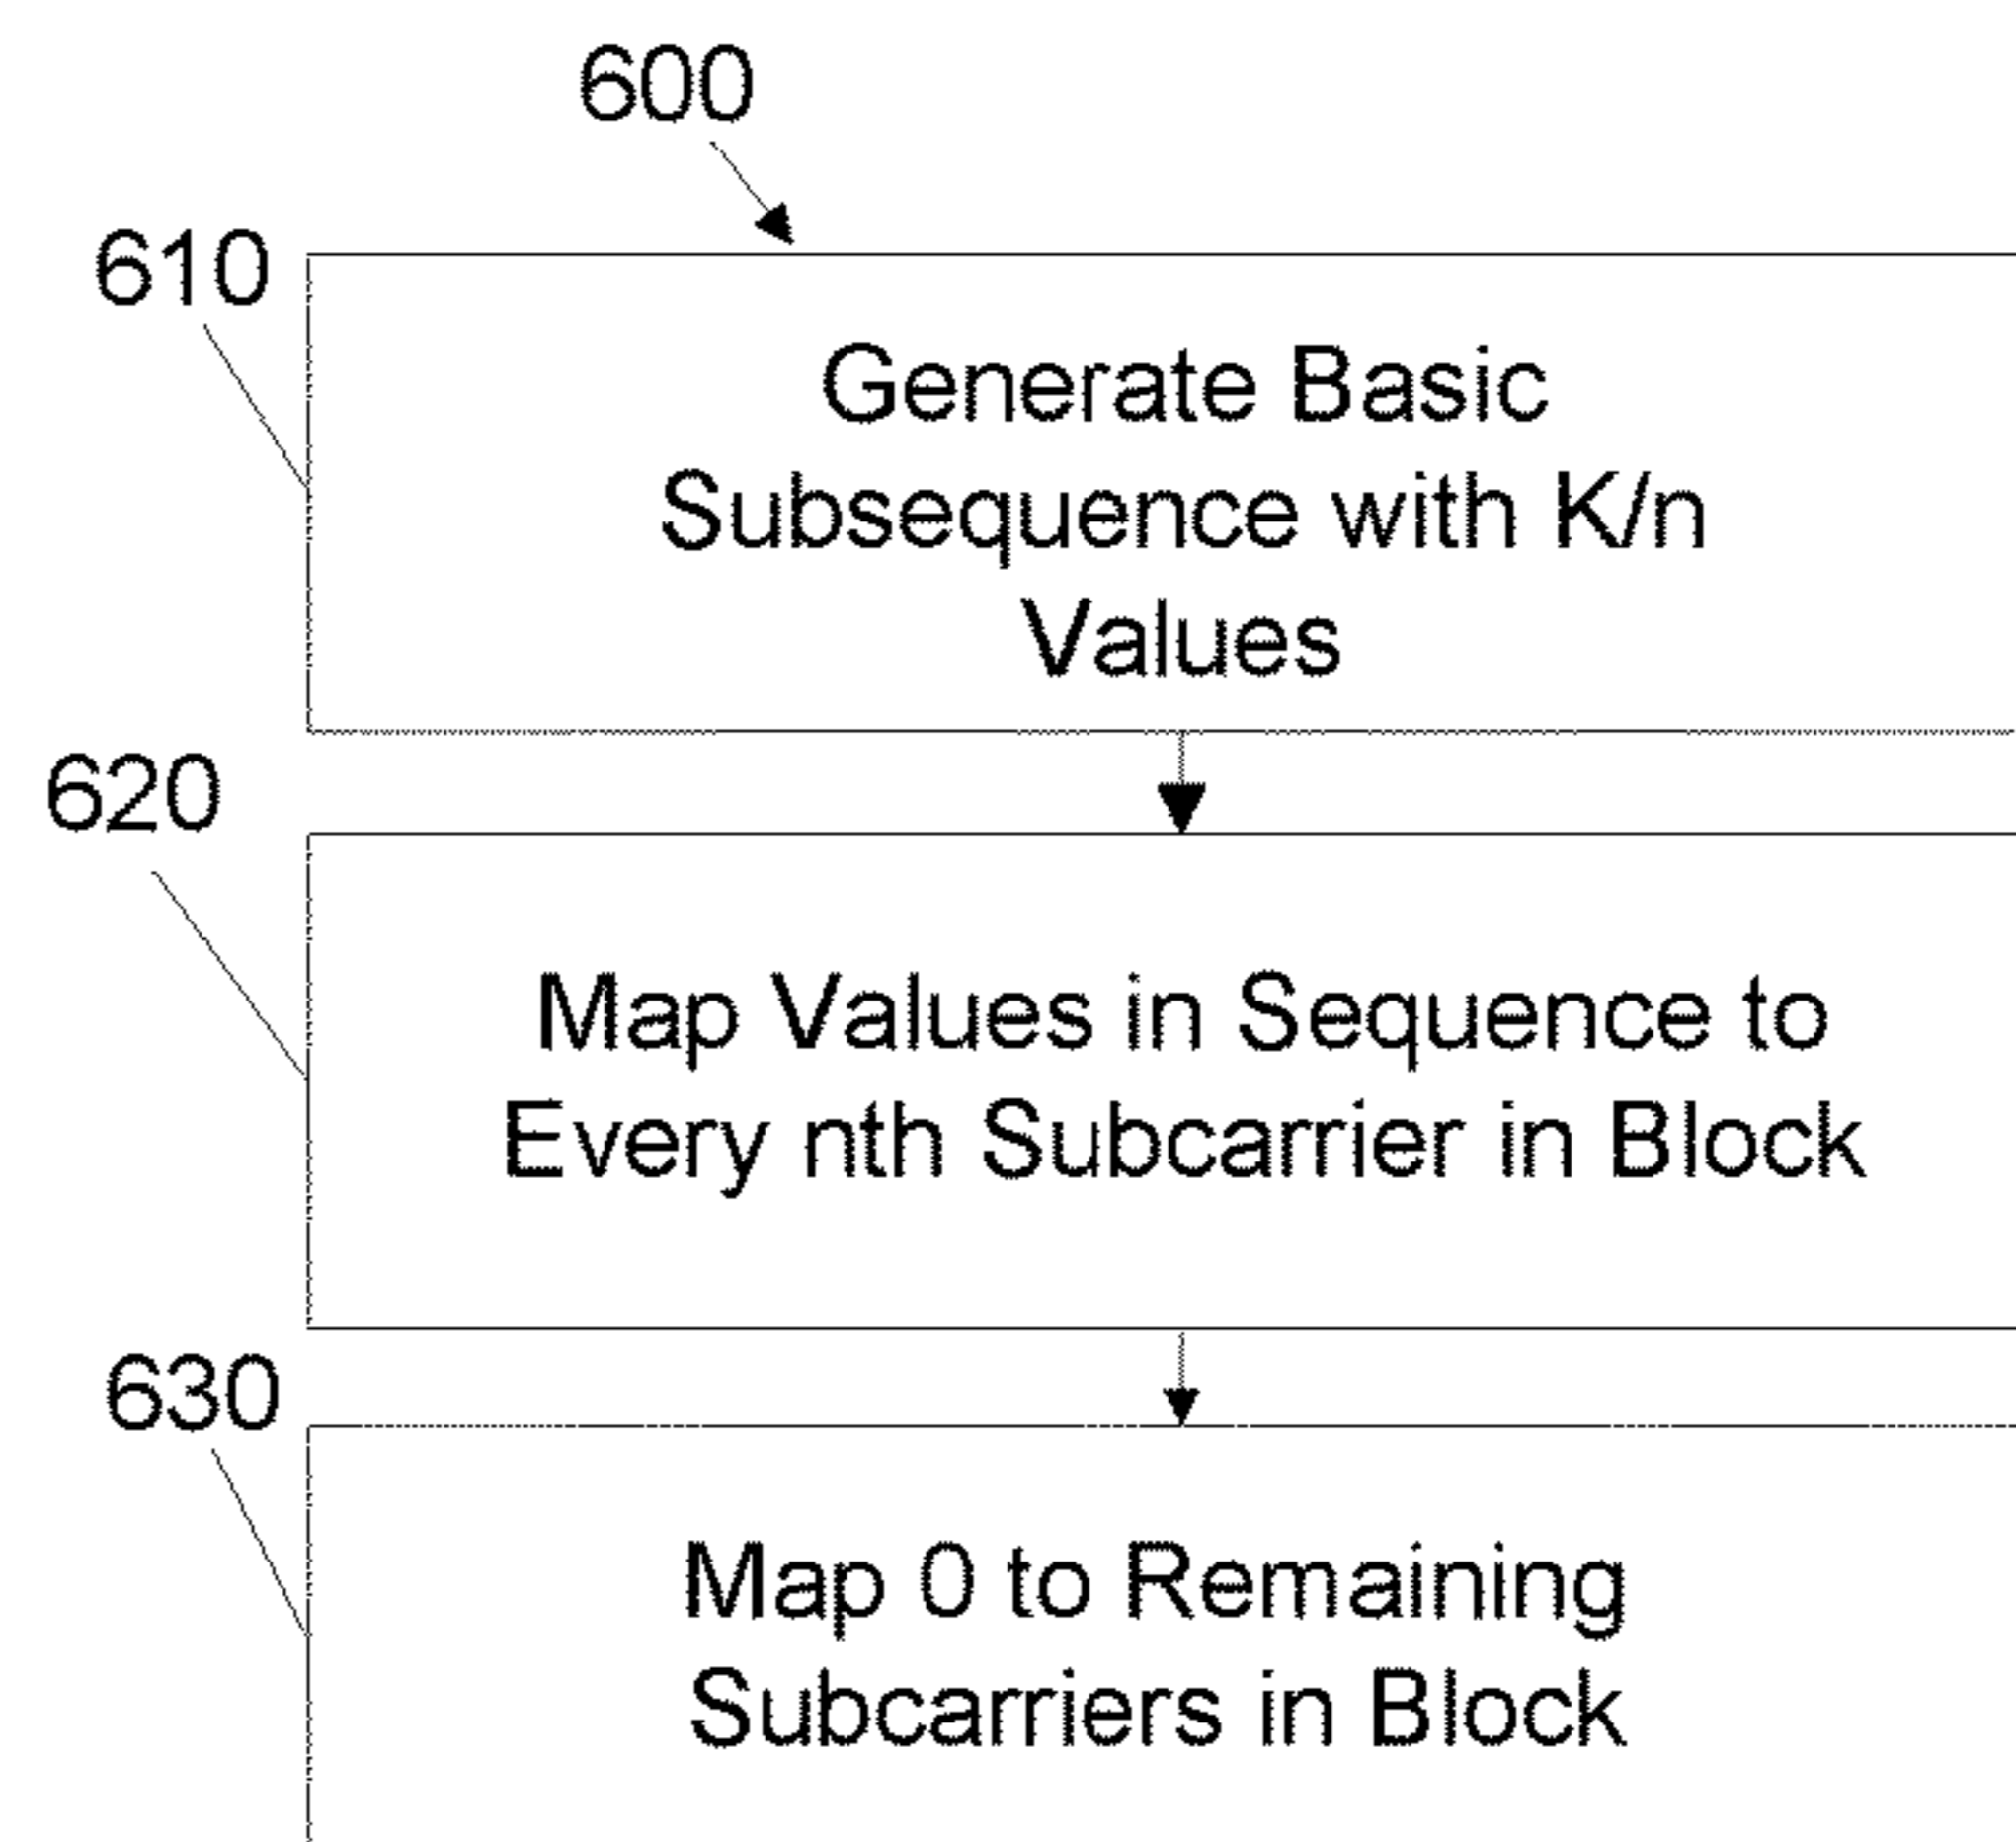 600
610
Generate Basic
Subsequence with K/n
Values
620
Map Values in Sequence to
Every nth Subcarrier in Block
630
Map 0 to Remaining
Subcarriers in Block